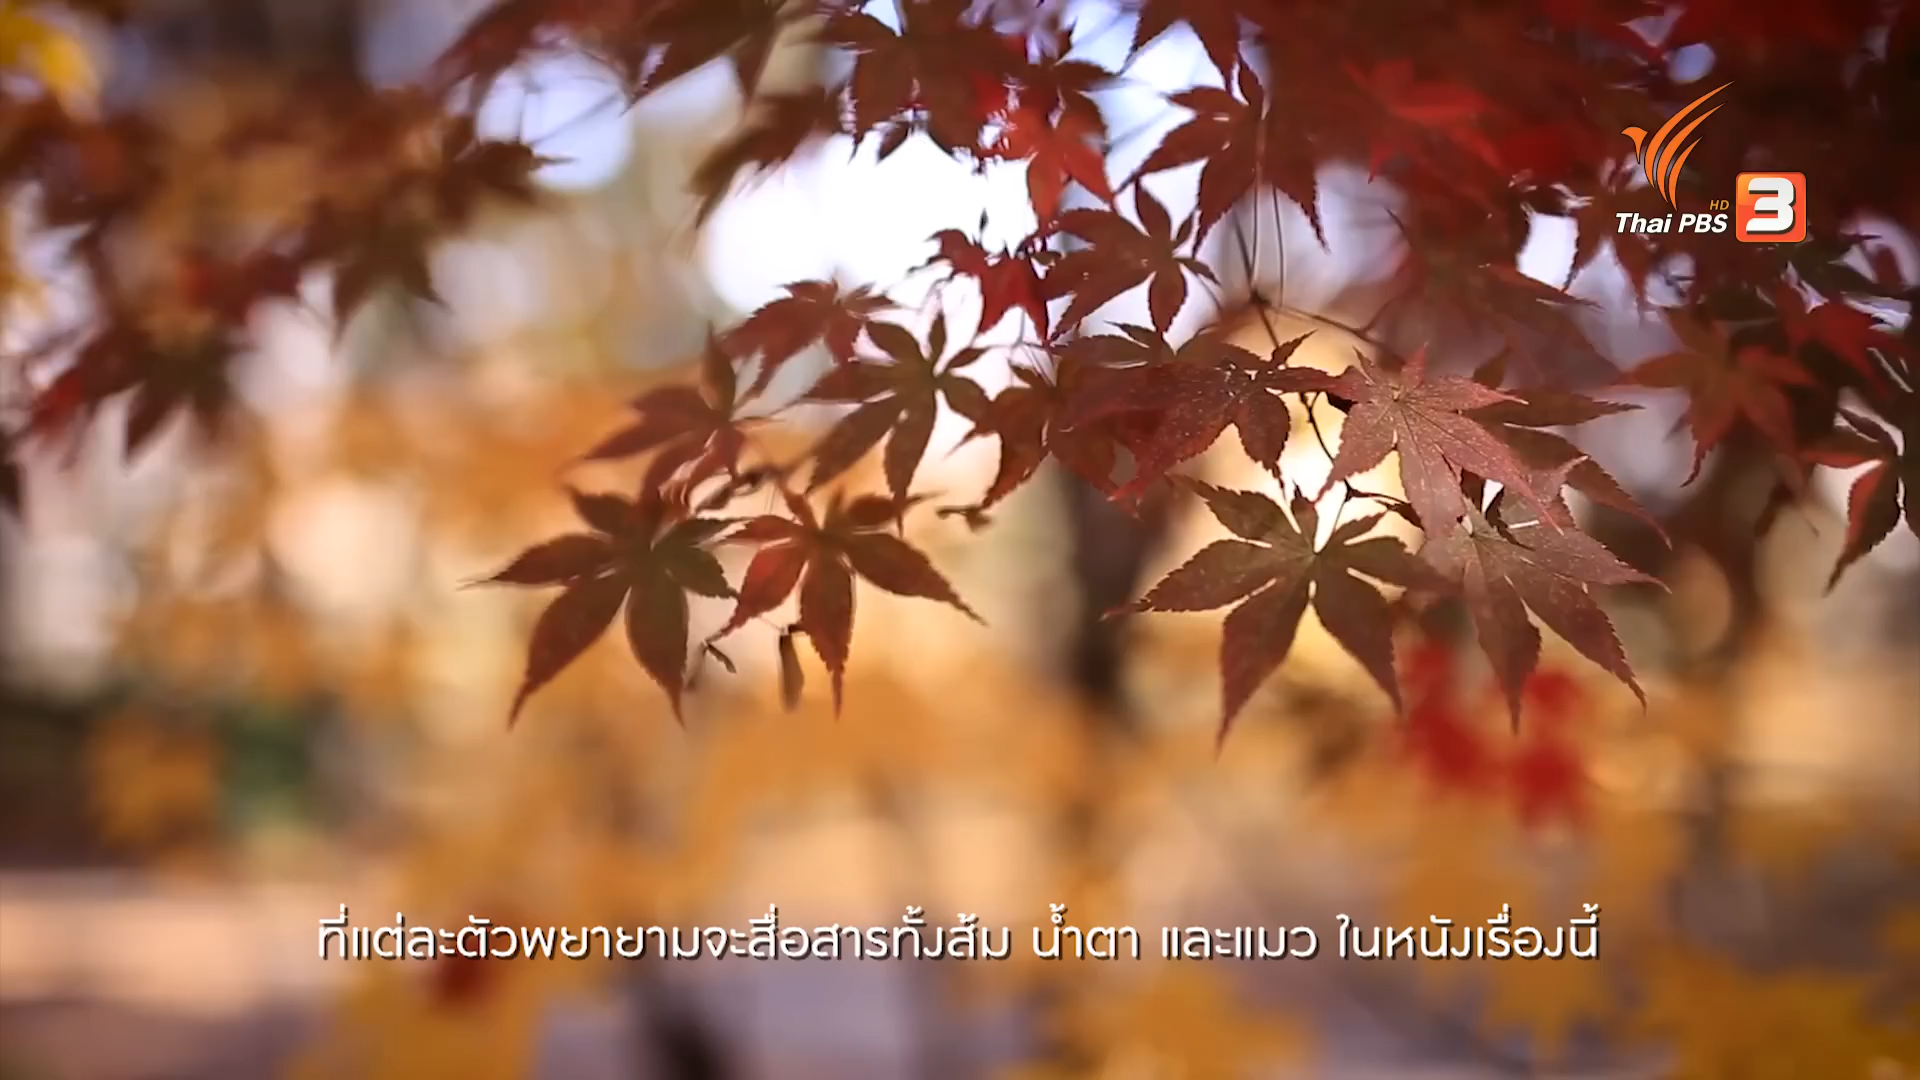 HD
Thai PBS 3
ที่แต่ละตัวพยายามจะสื่อสารทั้งส้ม น้ำตา และแมว ในหนังเรื่องนี้